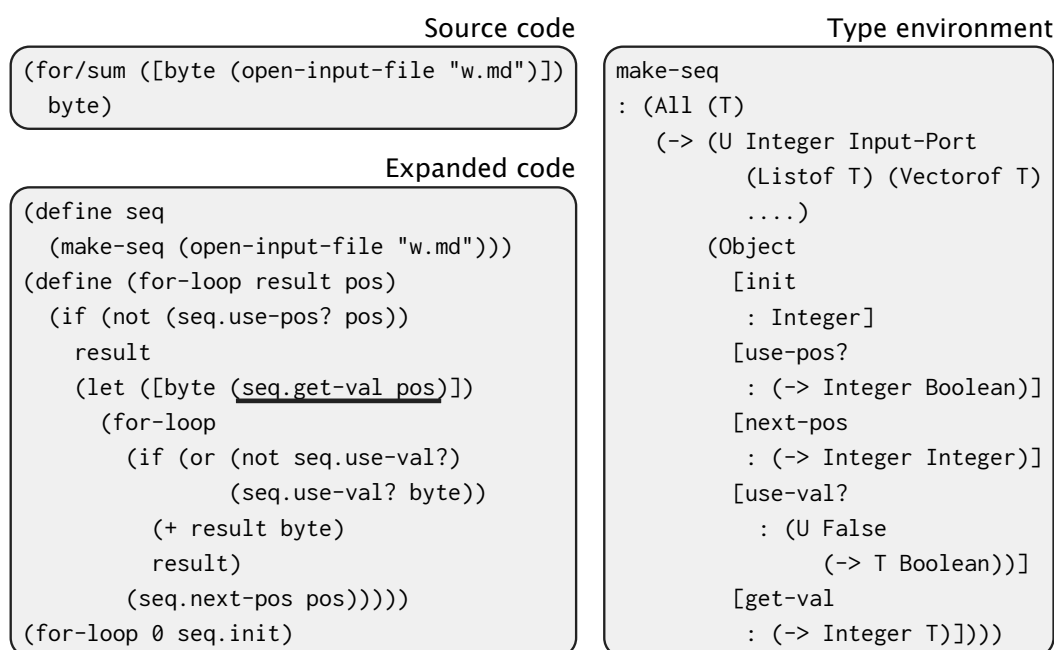 Source code
(for/sum ([byte (open-input-file "w.md")])
  byte)
Expanded code
(define seq
  (make-seq (open-input-file "w.md")))
(define (for-loop result pos)
  (if (not (seq.use-pos? pos))
    result
    (let ([byte (seq.get-val pos)])
      (for-loop
        (if (or (not seq.use-val?)
                (seq.use-val? byte))
          (+ result byte)
          result)
        (seq.next-pos pos)))))
(for-loop 0 seq.init)
Type environment
make-seq
: (All (T)
   (-> (U Integer Input-Port
          (Listof T) (Vectorof T)
          ....)
       (Object
         [init
          : Integer]
         [use-pos?
          : (-> Integer Boolean)]
         [next-pos
          : (-> Integer Integer)]
         [use-val?
           : (U False
                (-> T Boolean))]
         [get-val
          : (-> Integer T)])))